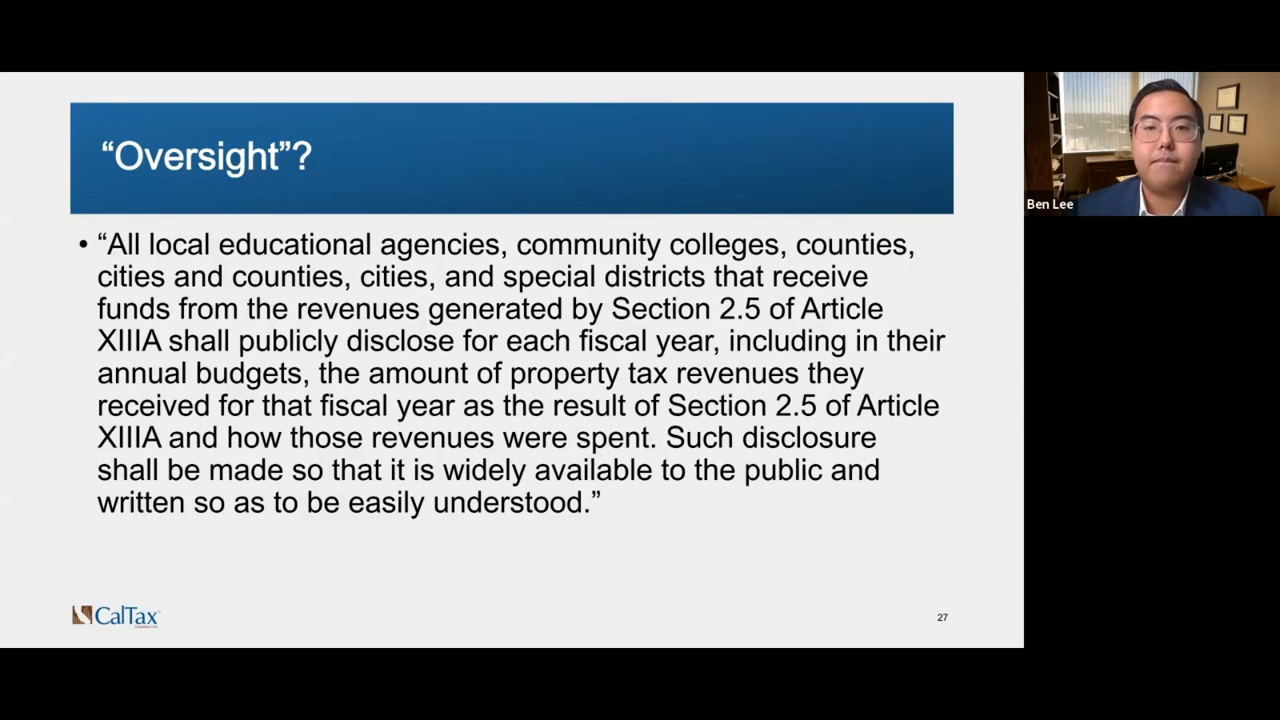 “Oversight”?
• “All local educational agencies, community colleges, counties,
cities and counties, cities, and special districts that receive
funds from the revenues generated by Section 2.5 of Article
XIIIA shall publicly disclose for each fiscal year, including in their
annual budgets, the amount of property tax revenues they
received for that fiscal year as the result of Section 2.5 of Article
XIIIA and how those revenues were spent. Such disclosure
shall be made so that it is widely available to the public and
written so as to be easily understood.”
CalTax
27
Ben Lee